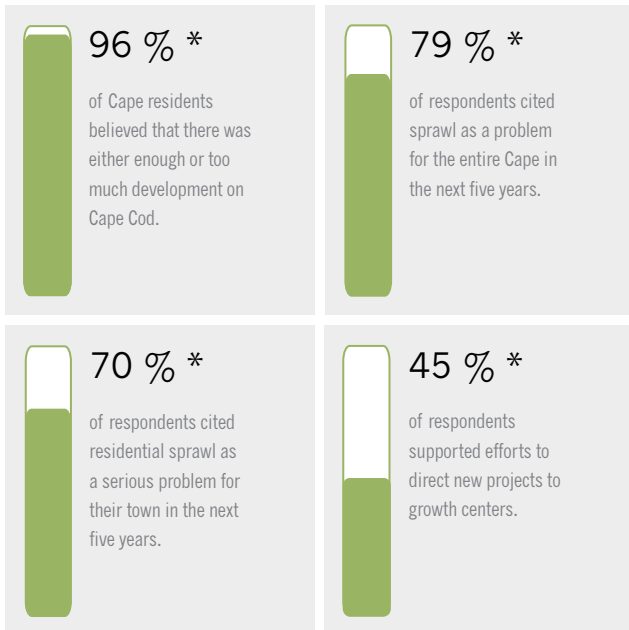 96 % *
of Cape residents
believed that there was
either enough or too
much development on
Cape Cod.
79 % *
of respondents cited
sprawl as a problem
for the entire Cape in
the next five years.
70 % *
of respondents cited
residential sprawl as
a serious problem for
their town in the next
five years.
45 % *
of respondents
supported efforts to
direct new projects to
growth centers.